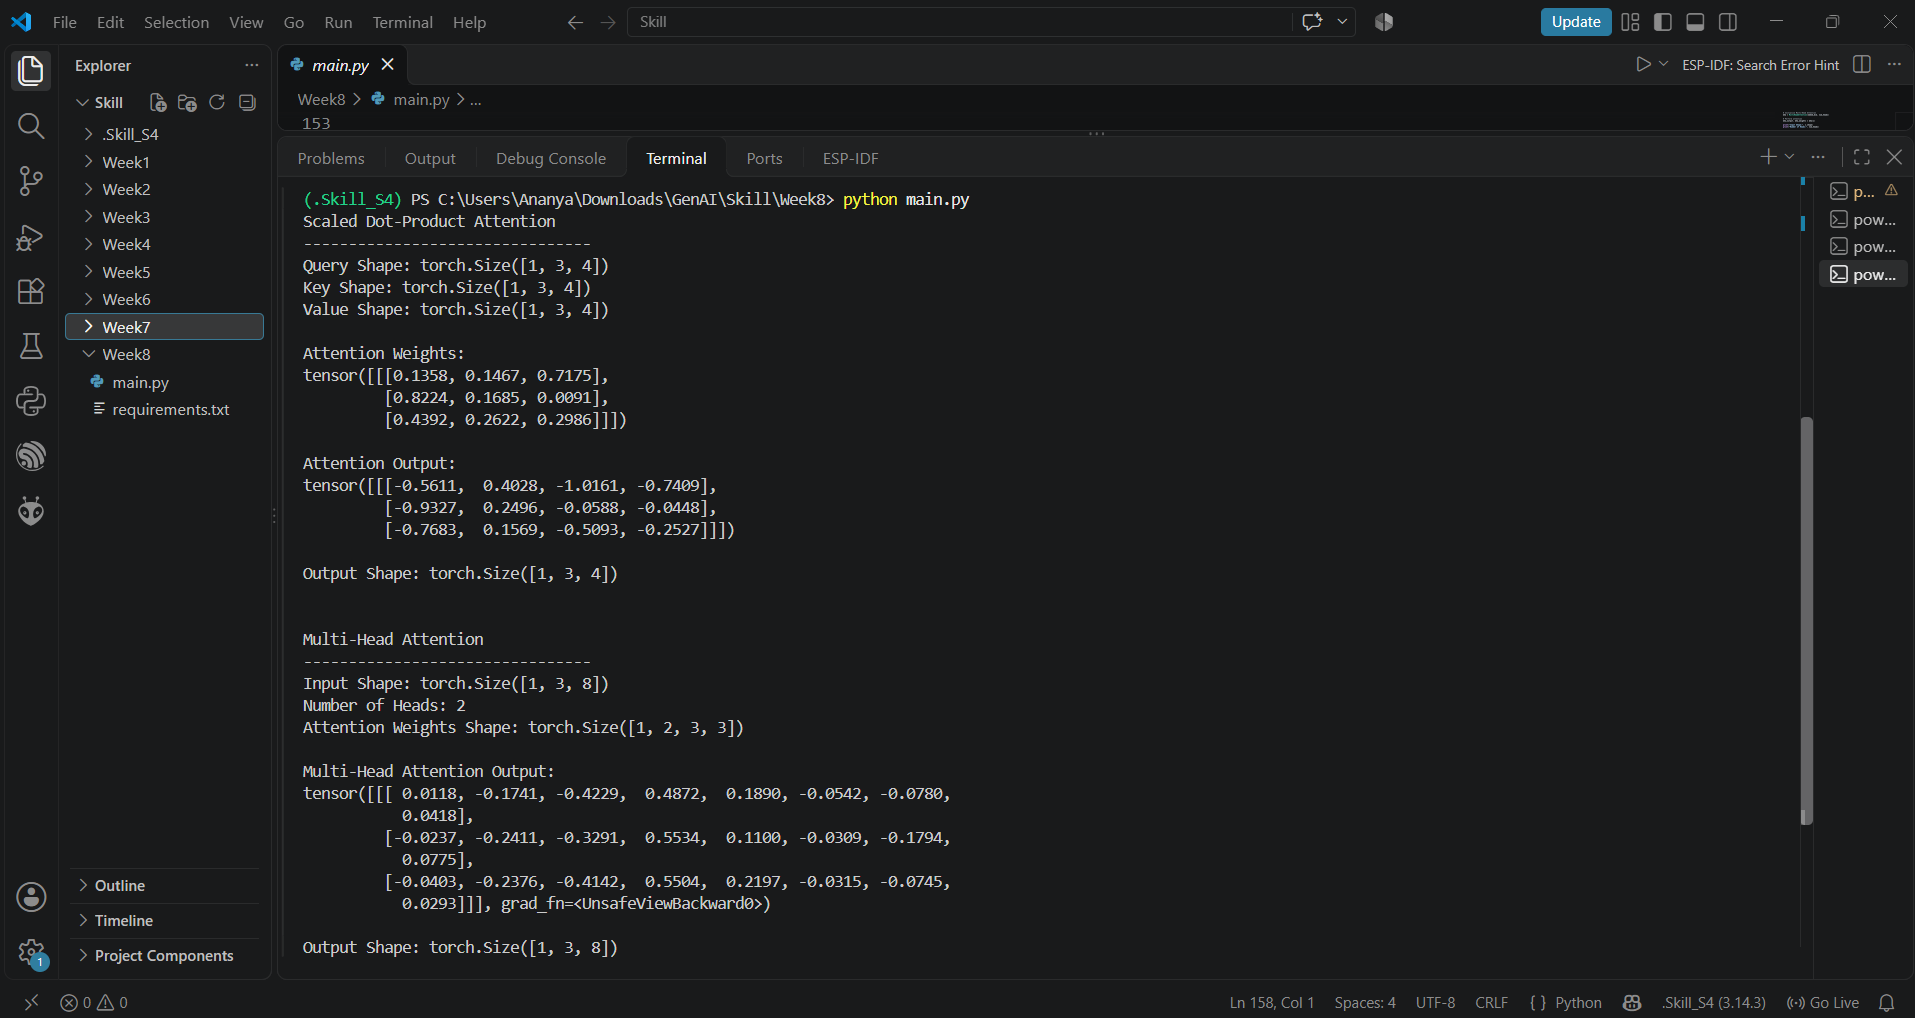 File Edit Selection View Go Run Terminal Help
Skill
Update
Explorer
Skill
.Skill_S4
Week1
Week2
Week3
Week4
Week5
Week6
Week7
Week8
main.py
requirements.txt
Outline
Timeline
Project Components
1
main.py
ESP-IDF: Search Error Hint
Week8 > main.py > ...
153
Problems Output Debug Console Terminal Ports ESP-IDF
(.Skill_S4) PS C:\Users\Ananya\Downloads\GenAI\Skill\Week8> python main.py
Scaled Dot-Product Attention
--------------------------------
Query Shape: torch.Size([1, 3, 4])
Key Shape: torch.Size([1, 3, 4])
Value Shape: torch.Size([1, 3, 4])
Attention Weights:
tensor([[[0.1358, 0.1467, 0.7175],
[0.8224, 0.1685, 0.0091],
[0.4392, 0.2622, 0.2986]]])
Attention Output:
tensor([[[-0.5611,  0.4028, -1.0161, -0.7409],
[-0.9327,  0.2496, -0.0588, -0.0448],
[-0.7683,  0.1569, -0.5093, -0.2527]]])
Output Shape: torch.Size([1, 3, 4])
Multi-Head Attention
--------------------------------
Input Shape: torch.Size([1, 3, 8])
Number of Heads: 2
Attention Weights Shape: torch.Size([1, 2, 3, 3])
Multi-Head Attention Output:
tensor([[[ 0.0118, -0.1741, -0.4229,  0.4872,  0.1890, -0.0542, -0.0780,
0.0418],
[-0.0237, -0.2411, -0.3291,  0.5534,  0.1100, -0.0309, -0.1794,
0.0775],
[-0.0403, -0.2376, -0.4142,  0.5504,  0.2197, -0.0315, -0.0745,
0.0293]]], grad_fn=<UnsafeViewBackward0>)
Output Shape: torch.Size([1, 3, 8])
p...
pow...
pow...
pow...
0 0
Ln 158, Col 1 Spaces: 4 UTF-8 CRLF { } Python .Skill_S4 (3.14.3) Go Live